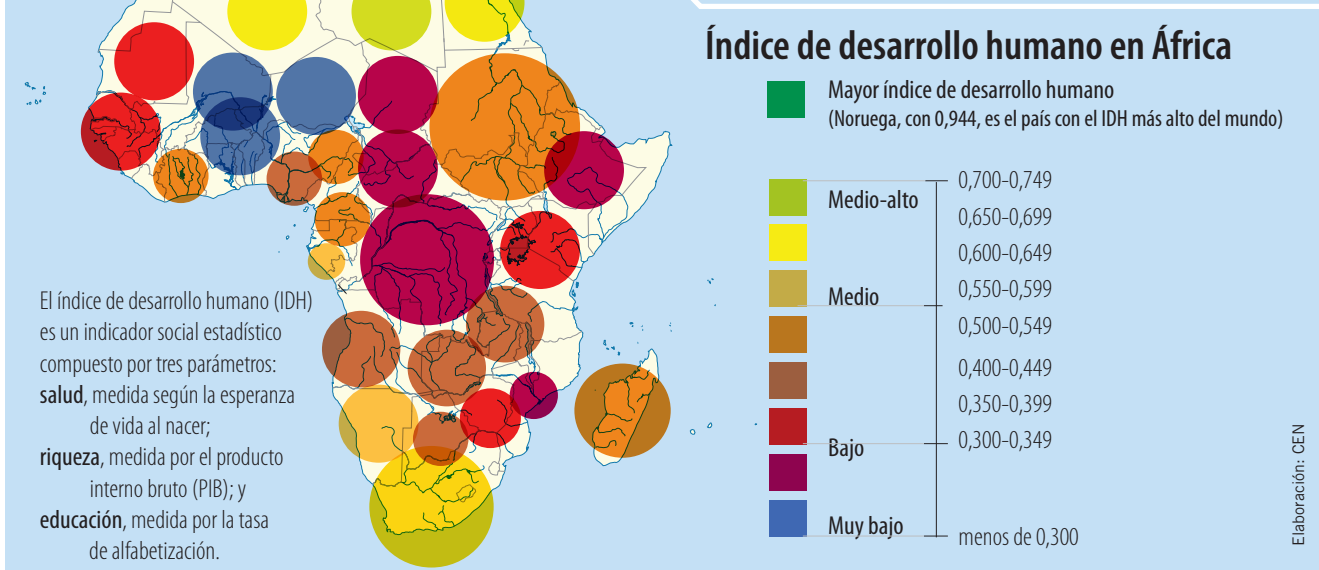 Índice de desarrollo humano en África
Mayor índice de desarrollo humano
(Noruega, con 0,944, es el país con el IDH más alto del mundo)
Medio-alto
Medio
Bajo
Muy bajo
0,700-0,749
0,650-0,699
0,600-0,649
0,550-0,599
0,500-0,549
0,400-0,449
0,350-0,399
0,300-0,349
menos de 0,300
El índice de desarrollo humano (IDH)
es un indicador social estadístico
compuesto por tres parámetros:
salud, medida según la esperanza
de vida al nacer;
riqueza, medida por el producto
interno bruto (PIB); y
educación, medida por la tasa
de alfabetización.
Elaboración: CEN